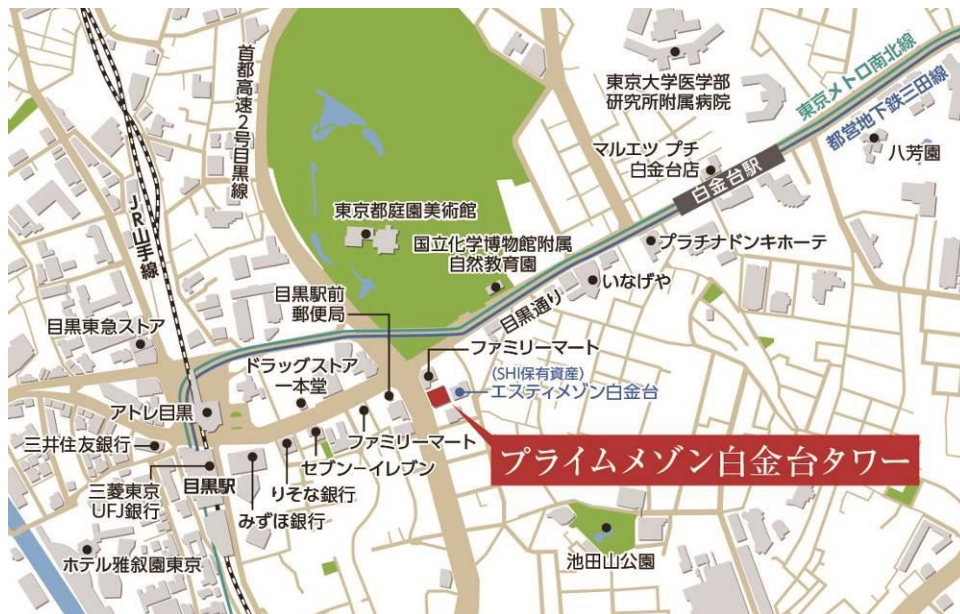 首都高速2号目黒線
東京大学医学部
研究所附属病院
東京メトロ南北線
都営地下鉄三田線
八芳園
マルエツ プチ
白金台店
白金台駅
JR山手線
東京都庭園美術館
国立化学博物館附属
自然教育園
プラチナドンキホーテ
いなげや
目黒通り
目黒駅前
郵便局
目黒東急ストア
ファミリーマート
ドラッグストア
一本堂
(SHI保有資産)
エスティメゾン白金台
アトレ目黒
三井住友銀行
ファミリーマート
セブン-イレブン
プライムメゾン白金台タワー
りそな銀行
目黒駅
三菱東京
UFJ銀行
みずほ銀行
ホテル雅叙園東京
池田山公園